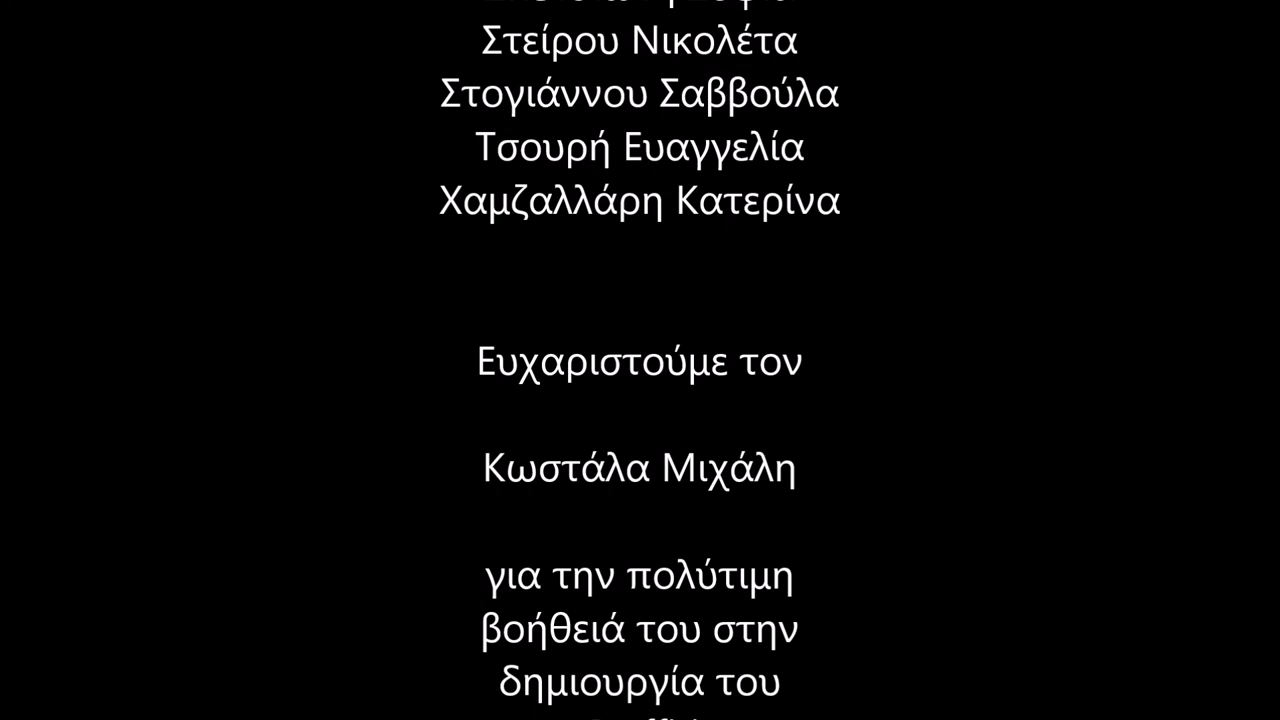 Στείρου Νικολέτα
Στογιάννου Σαββούλα
Τσουρή Ευαγγελία
Χαμζαλλάρη Κατερίνα
Ευχαριστούμε τον
Κωστάλα Μιχάλη
για την πολύτιμη
βοήθειά του στην
δημιουργία του